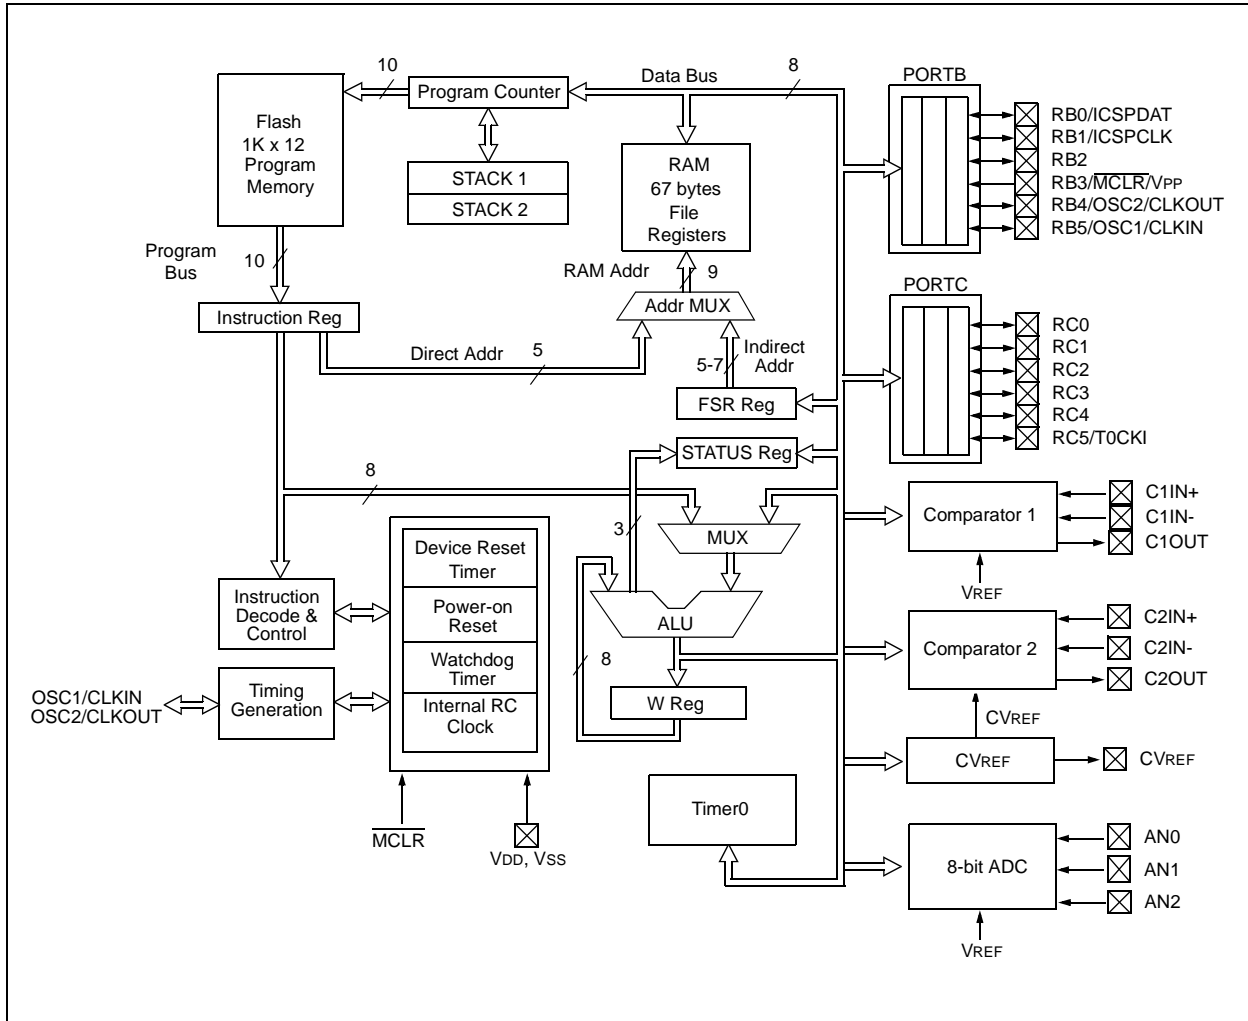 10
Program Counter
Data Bus
8
Flash
1K x 12
Program
Memory
STACK 1
STACK 2
RAM
67 bytes
File
Registers
PORTB
RB0/ICSPDAT
RB1/ICSPCLK
RB2
RB3/MCLR/VPP
RB4/OSC2/CLKOUT
RB5/OSC1/CLKIN
Program
Bus
10
RAM Addr
9
Addr MUX
Instruction Reg
Direct Addr
5
5-7
Indirect
Addr
FSR Reg
STATUS Reg
PORTC
RC0
RC1
RC2
RC3
RC4
RC5/T0CKI
8
3
MUX
ALU
8
W Reg
Device Reset
Timer
Power-on
Reset
Watchdog
Timer
Internal RC
Clock
Instruction
Decode &
Control
Timing
Generation
OSC1/CLKIN
OSC2/CLKOUT
MCLR
VDD, VSS
Timer0
Comparator 1
C1IN+
C1IN-
C1OUT
VREF
Comparator 2
C2IN+
C2IN-
C2OUT
CVREF
CVREF
CVREF
8-bit ADC
AN0
AN1
AN2
VREF